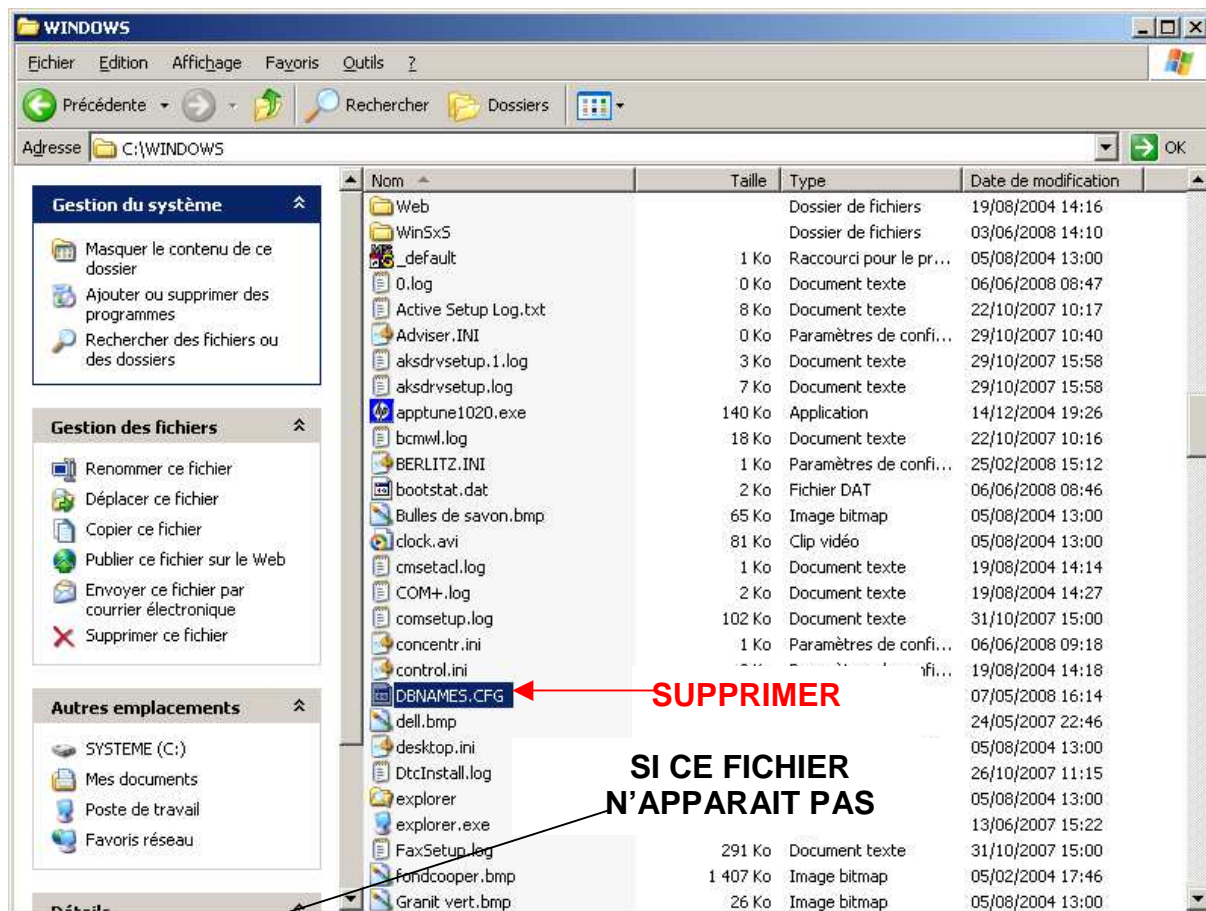 WINDOWS
Fichier Edition Affichage Favoris Outils ?
Précédente Rechercher Dossiers
Adresse C:\WINDOWS OK
Gestion du système
Masquer le contenu de ce
dossier
Ajouter ou supprimer des
programmes
Rechercher des fichiers ou
des dossiers
Gestion des fichiers
Renommer ce fichier
Déplacer ce fichier
Copier ce fichier
Publier ce fichier sur le Web
Envoyer ce fichier par
courrier électronique
Supprimer ce fichier
Autres emplacements
SYSTEME (C:)
Mes documents
Poste de travail
Favoris réseau
Détails
Nom Taille Type Date de modification
Web Dossier de fichiers 19/08/2004 14:16
WinSxS Dossier de fichiers 03/06/2008 14:10
_default 1 Ko Raccourci pour le pr... 05/08/2004 13:00
0.log 0 Ko Document texte 06/06/2008 08:47
Active Setup Log.txt 8 Ko Document texte 22/10/2007 10:17
Adviser.INI 0 Ko Paramètres de confi... 29/10/2007 10:40
aksdrvsetup.1.log 3 Ko Document texte 29/10/2007 15:58
aksdrvsetup.log 7 Ko Document texte 29/10/2007 15:58
apptune1020.exe 140 Ko Application 14/12/2004 19:26
bcmwl.log 18 Ko Document texte 22/10/2007 10:16
BERLITZ.INI 1 Ko Paramètres de confi... 25/02/2008 15:12
bootstat.dat 2 Ko Fichier DAT 06/06/2008 08:46
Bulles de savon.bmp 65 Ko Image bitmap 05/08/2004 13:00
clock.avi 81 Ko Clip vidéo 05/08/2004 13:00
cmsetacl.log 1 Ko Document texte 19/08/2004 14:14
COM+.log 2 Ko Document texte 19/08/2004 14:27
comsetup.log 102 Ko Document texte 31/10/2007 15:00
concentr.ini 1 Ko Paramètres de confi... 06/06/2008 09:18
control.ini 19/08/2004 14:18
DBNAMES.CFG SUPPRIMER 07/05/2008 16:14
dell.bmp 24/05/2007 22:46
desktop.ini 05/08/2004 13:00
SI CE FICHIER
DtcInstall.log 26/10/2007 11:15
explorer 05/08/2004 13:00
N'APPARAIT PAS
explorer.exe 13/06/2007 15:22
FaxSetup.log 291 Ko Document texte 31/10/2007 15:00
fondcooper.bmp 1 407 Ko Image bitmap 05/02/2004 17:46
Granit vert.bmp 26 Ko Image bitmap 05/08/2004 13:00